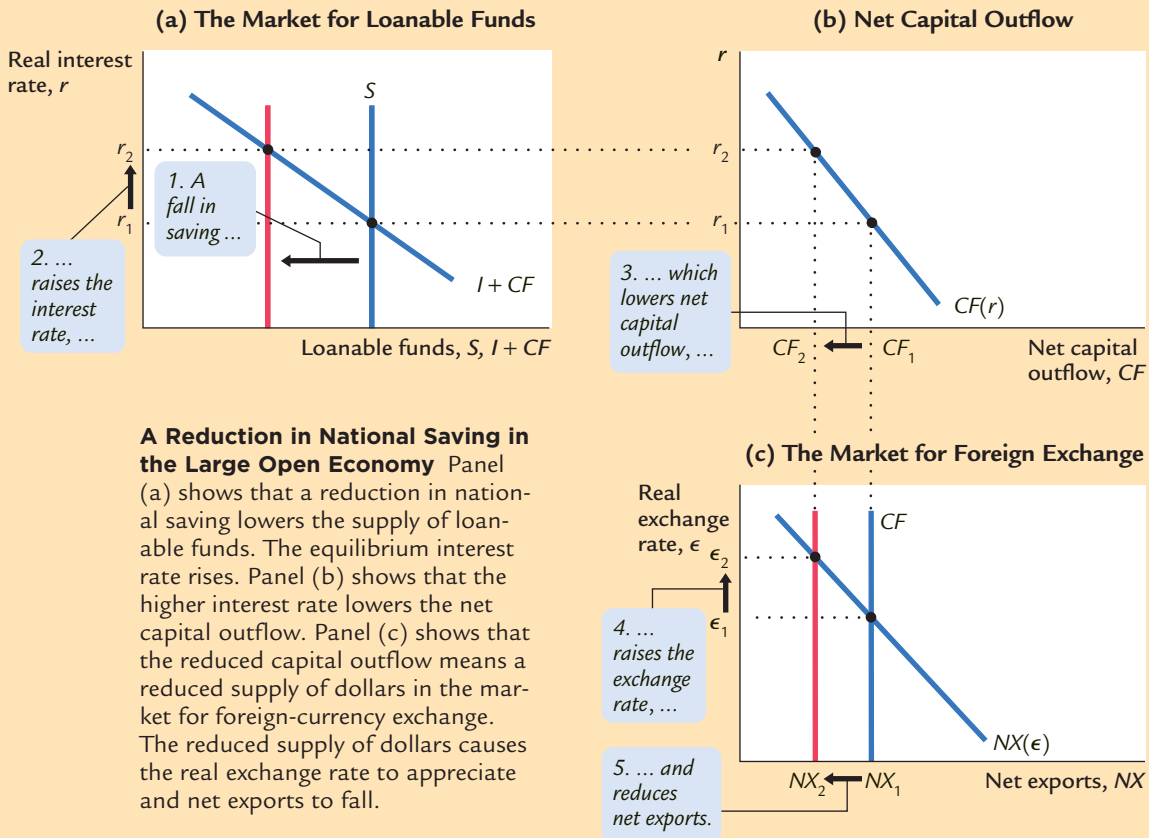 (a) The Market for Loanable Funds
Real interest
rate, r
S
r₂
r₁
1. A
fall in
saving ...
2. ...
raises the
interest
rate, ...
I + CF
Loanable funds, S, I + CF
(b) Net Capital Outflow
r
r₂
r₁
3. ... which
lowers net
capital
outflow, ...
CF(r)
CF₂
CF₁
Net capital
outflow, CF
A Reduction in National Saving in
the Large Open Economy Panel
(a) shows that a reduction in nation-
al saving lowers the supply of loan-
able funds. The equilibrium interest
rate rises. Panel (b) shows that the
higher interest rate lowers the net
capital outflow. Panel (c) shows that
the reduced capital outflow means a
reduced supply of dollars in the mar-
ket for foreign-currency exchange.
The reduced supply of dollars causes
the real exchange rate to appreciate
and net exports to fall.
(c) The Market for Foreign Exchange
Real
exchange
rate, ϵ
CF
ϵ₂
ϵ₁
4. ...
raises the
exchange
rate, ...
NX(ϵ)
5. ... and
reduces
net exports.
NX₂
NX₁
Net exports, NX